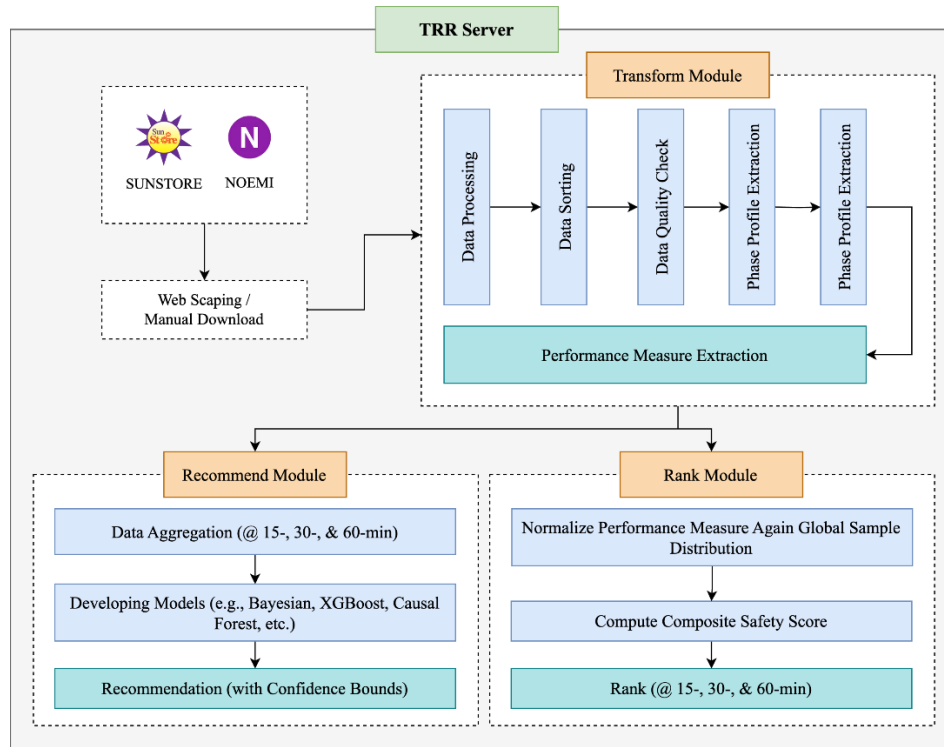 TRR Server
Transform Module
Sun
Store
N
SUNSTORE
NOEMI
Web Scaping /
Manual Download
Data Processing
Data Sorting
Data Quality Check
Phase Profile Extraction
Phase Profile Extraction
Performance Measure Extraction
Recommend Module
Data Aggregation (@ 15-, 30-, & 60-min)
Developing Models (e.g., Bayesian, XGBoost, Causal
Forest, etc.)
Recommendation (with Confidence Bounds)
Rank Module
Normalize Performance Measure Again Global Sample
Distribution
Compute Composite Safety Score
Rank (@ 15-, 30-, & 60-min)